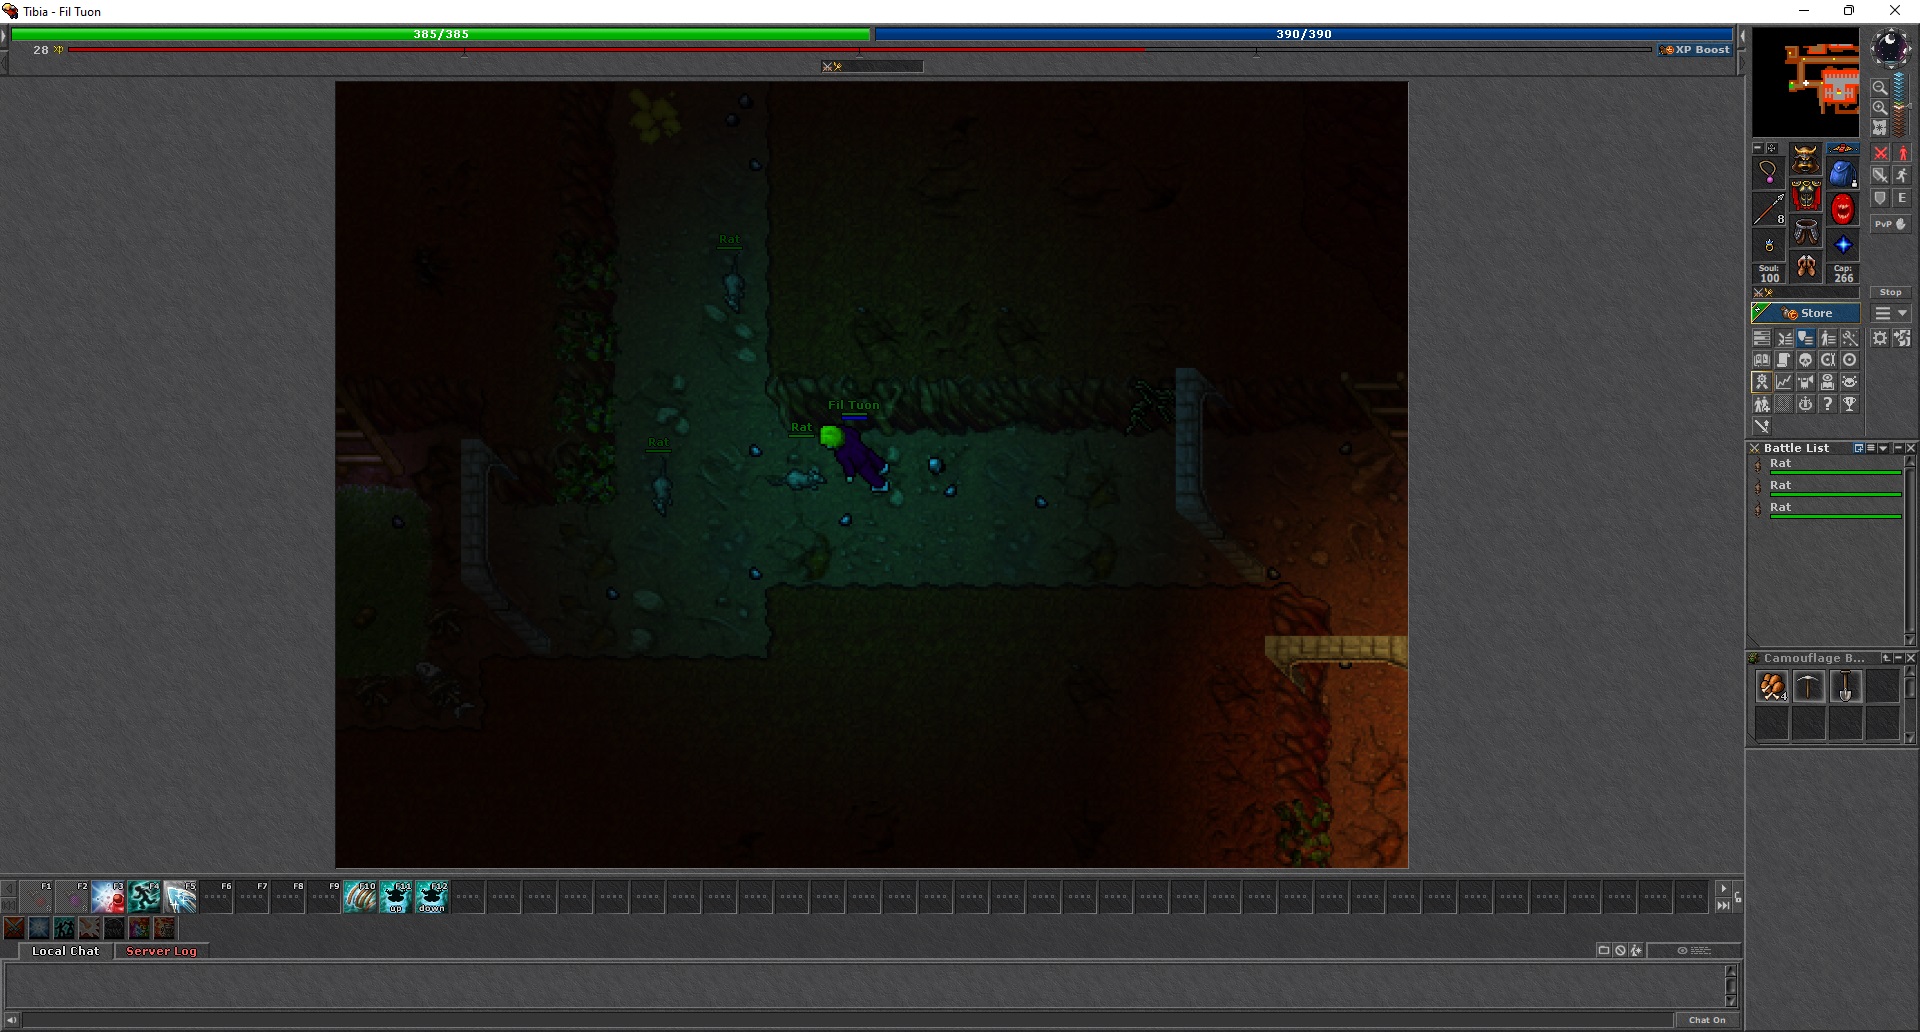 Tibia - Fil Tuon
385/385
390/390
28 XP
XP Boost
Rat
Fil Tuon
Rat
Rat
8
Soul:
100
Cap:
266
E
PvP
Stop
Store
Battle List
Rat
Rat
Rat
Camouflage B...
4
F1
F2
F3
F4
F5
F6
F7
F8
F9
F10
F11
up
F12
down
Local Chat
Server Log
Chat On